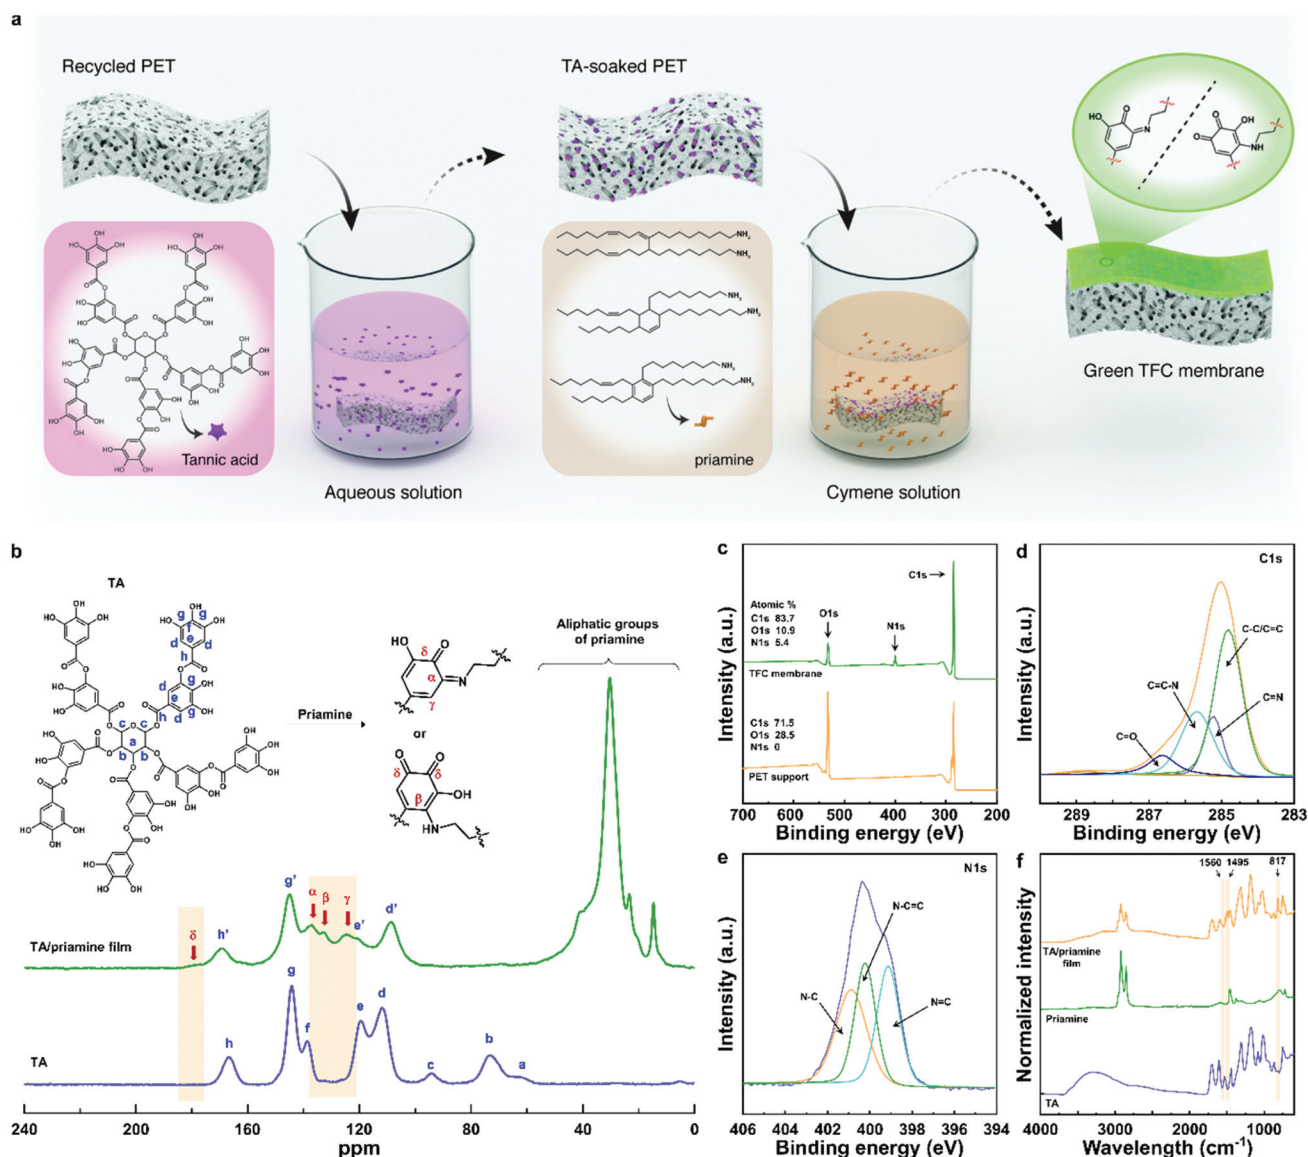 a
Recycled PET
TA-soaked PET
Tannic acid
Aqueous solution
priamine
Cymene solution
Green TFC membrane
b
TA
Priamine
or
Aliphatic groups
of priamine
TA/priamine film
TA
δ
h'
g'
α
β
γ
e'
d'
h
g
f
e
d
c
b
a
240
200
160
120
80
40
0
ppm
c
Intensity (a.u.)
Atomic %
C1s 83.7
O1s 10.9
N1s 5.4
TFC membrane
O1s
N1s
C1s
C1s 71.5
O1s 28.5
N1s 0
PET support
700 600 500 400 300 200
Binding energy (eV)
d
C1s
Intensity (a.u.)
C-C/C=C
C=C-N
C=N
C=O
289 287 285 283
Binding energy (eV)
e
N1s
Intensity (a.u.)
N-C=C
N-C
N=C
406 404 402 400 398 396 394
Binding energy (eV)
f
1560 1495 817
Normalized intensity
TA/priamine
film
Priamine
TA
4000 3000 2000 1000
Wavelength (cm-1)